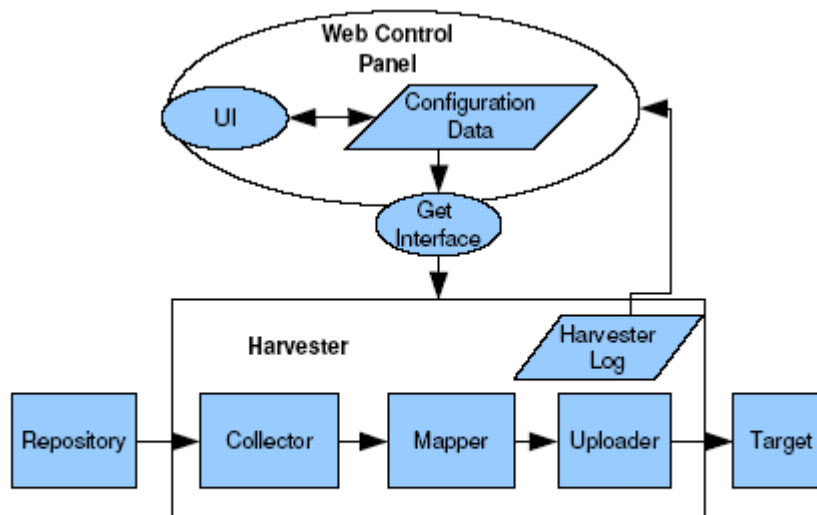 Web Control
Panel
UI
Configuration
Data
Get
Interface
Harvester
Harvester
Log
Repository
Collector
Mapper
Uploader
Target